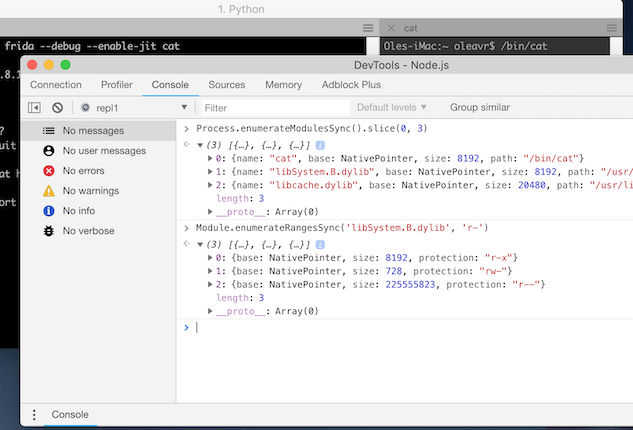 1. Python
frida --debug --enable-jit cat
cat
Oles-iMac:~ oleavr$ /bin/cat
DevTools - Node.js
Connection Profiler Console Sources Memory Adblock Plus
repl1 Filter Default levels Group similar
No messages
No user messages
No errors
No warnings
No info
No verbose
> Process.enumerateModulesSync().slice(0, 3)
(3) [{…}, {…}, {…}]
0: {name: "cat", base: NativePointer, size: 8192, path: "/bin/cat"}
1: {name: "libSystem.B.dylib", base: NativePointer, size: 8192, path: "/usr/
2: {name: "libcache.dylib", base: NativePointer, size: 20480, path: "/usr/li
length: 3
__proto__: Array(0)
> Module.enumerateRangesSync('libSystem.B.dylib', 'r-')
(3) [{…}, {…}, {…}]
0: {base: NativePointer, size: 8192, protection: "r-x"}
1: {base: NativePointer, size: 728, protection: "rw-"}
2: {base: NativePointer, size: 225555823, protection: "r--"}
length: 3
__proto__: Array(0)
>
Console